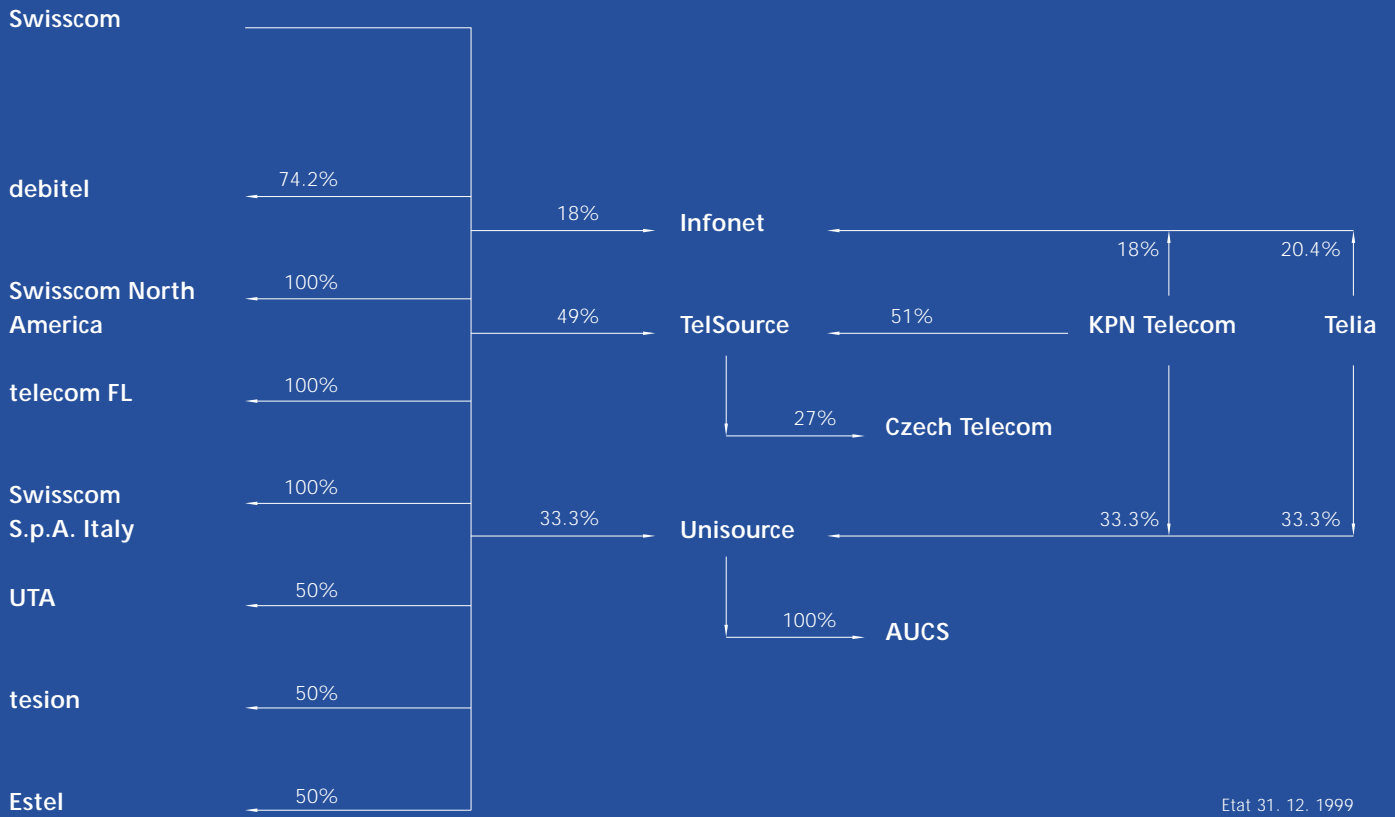 Swisscom
debitel
74.2%
18%
Infonet
18%
20.4%
Swisscom North
America
100%
49%
TelSource
51%
KPN Telecom
Telia
telecom FL
100%
27%
Czech Telecom
Swisscom
S.p.A. Italy
100%
33.3%
Unisource
33.3%
33.3%
UTA
50%
100%
AUCS
tesion
50%
Estel
50%
Etat 31. 12. 1999